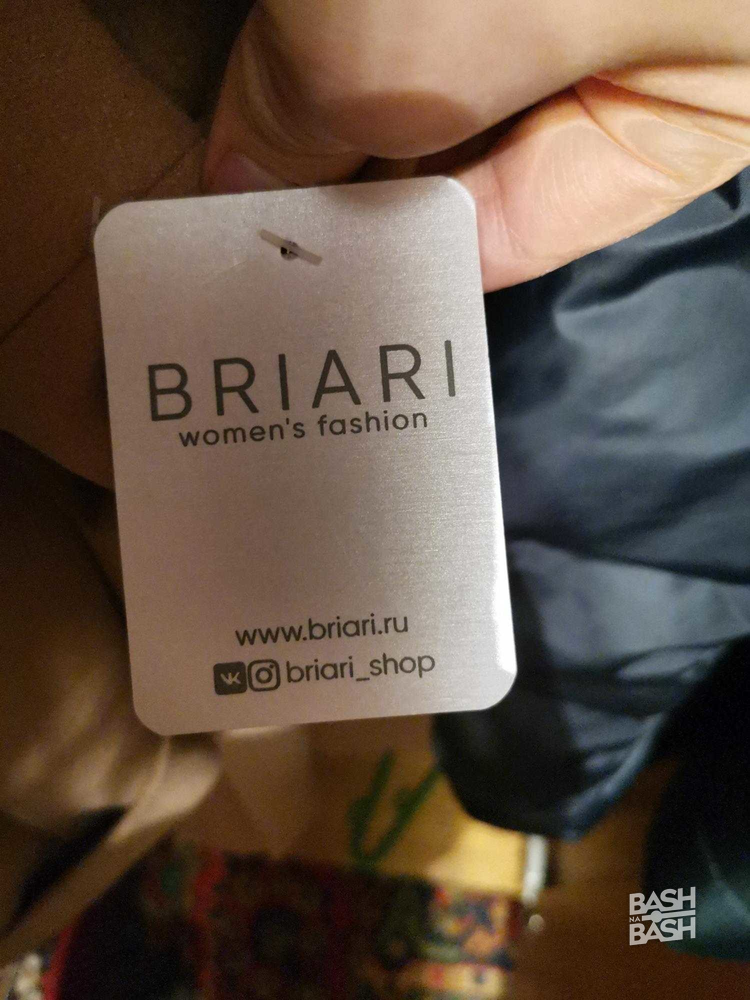 BRIARI
women's fashion
www.briari.ru
briari_shop
BASH
NA
BASH